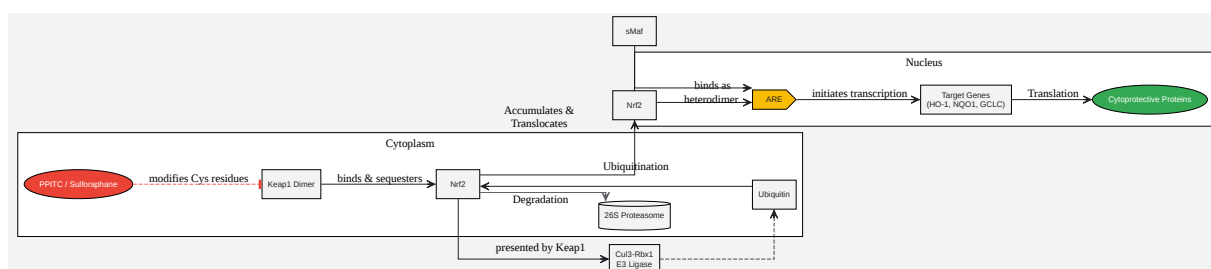 sMaf
Nucleus
binds as
heterodimer
Nrf2
ARE
initiates transcription
Target Genes
(HO-1, NQO1, GCLC)
Translation
Cytoprotective Proteins
Accumulates &
Translocates
Cytoplasm
PPITC / Sulforaphane
modifies Cys residues
Keap1 Dimer
binds & sequesters
Nrf2
Ubiquitination
Degradation
26S Proteasome
Ubiquitin
presented by Keap1
Cul3-Rbx1
E3 Ligase